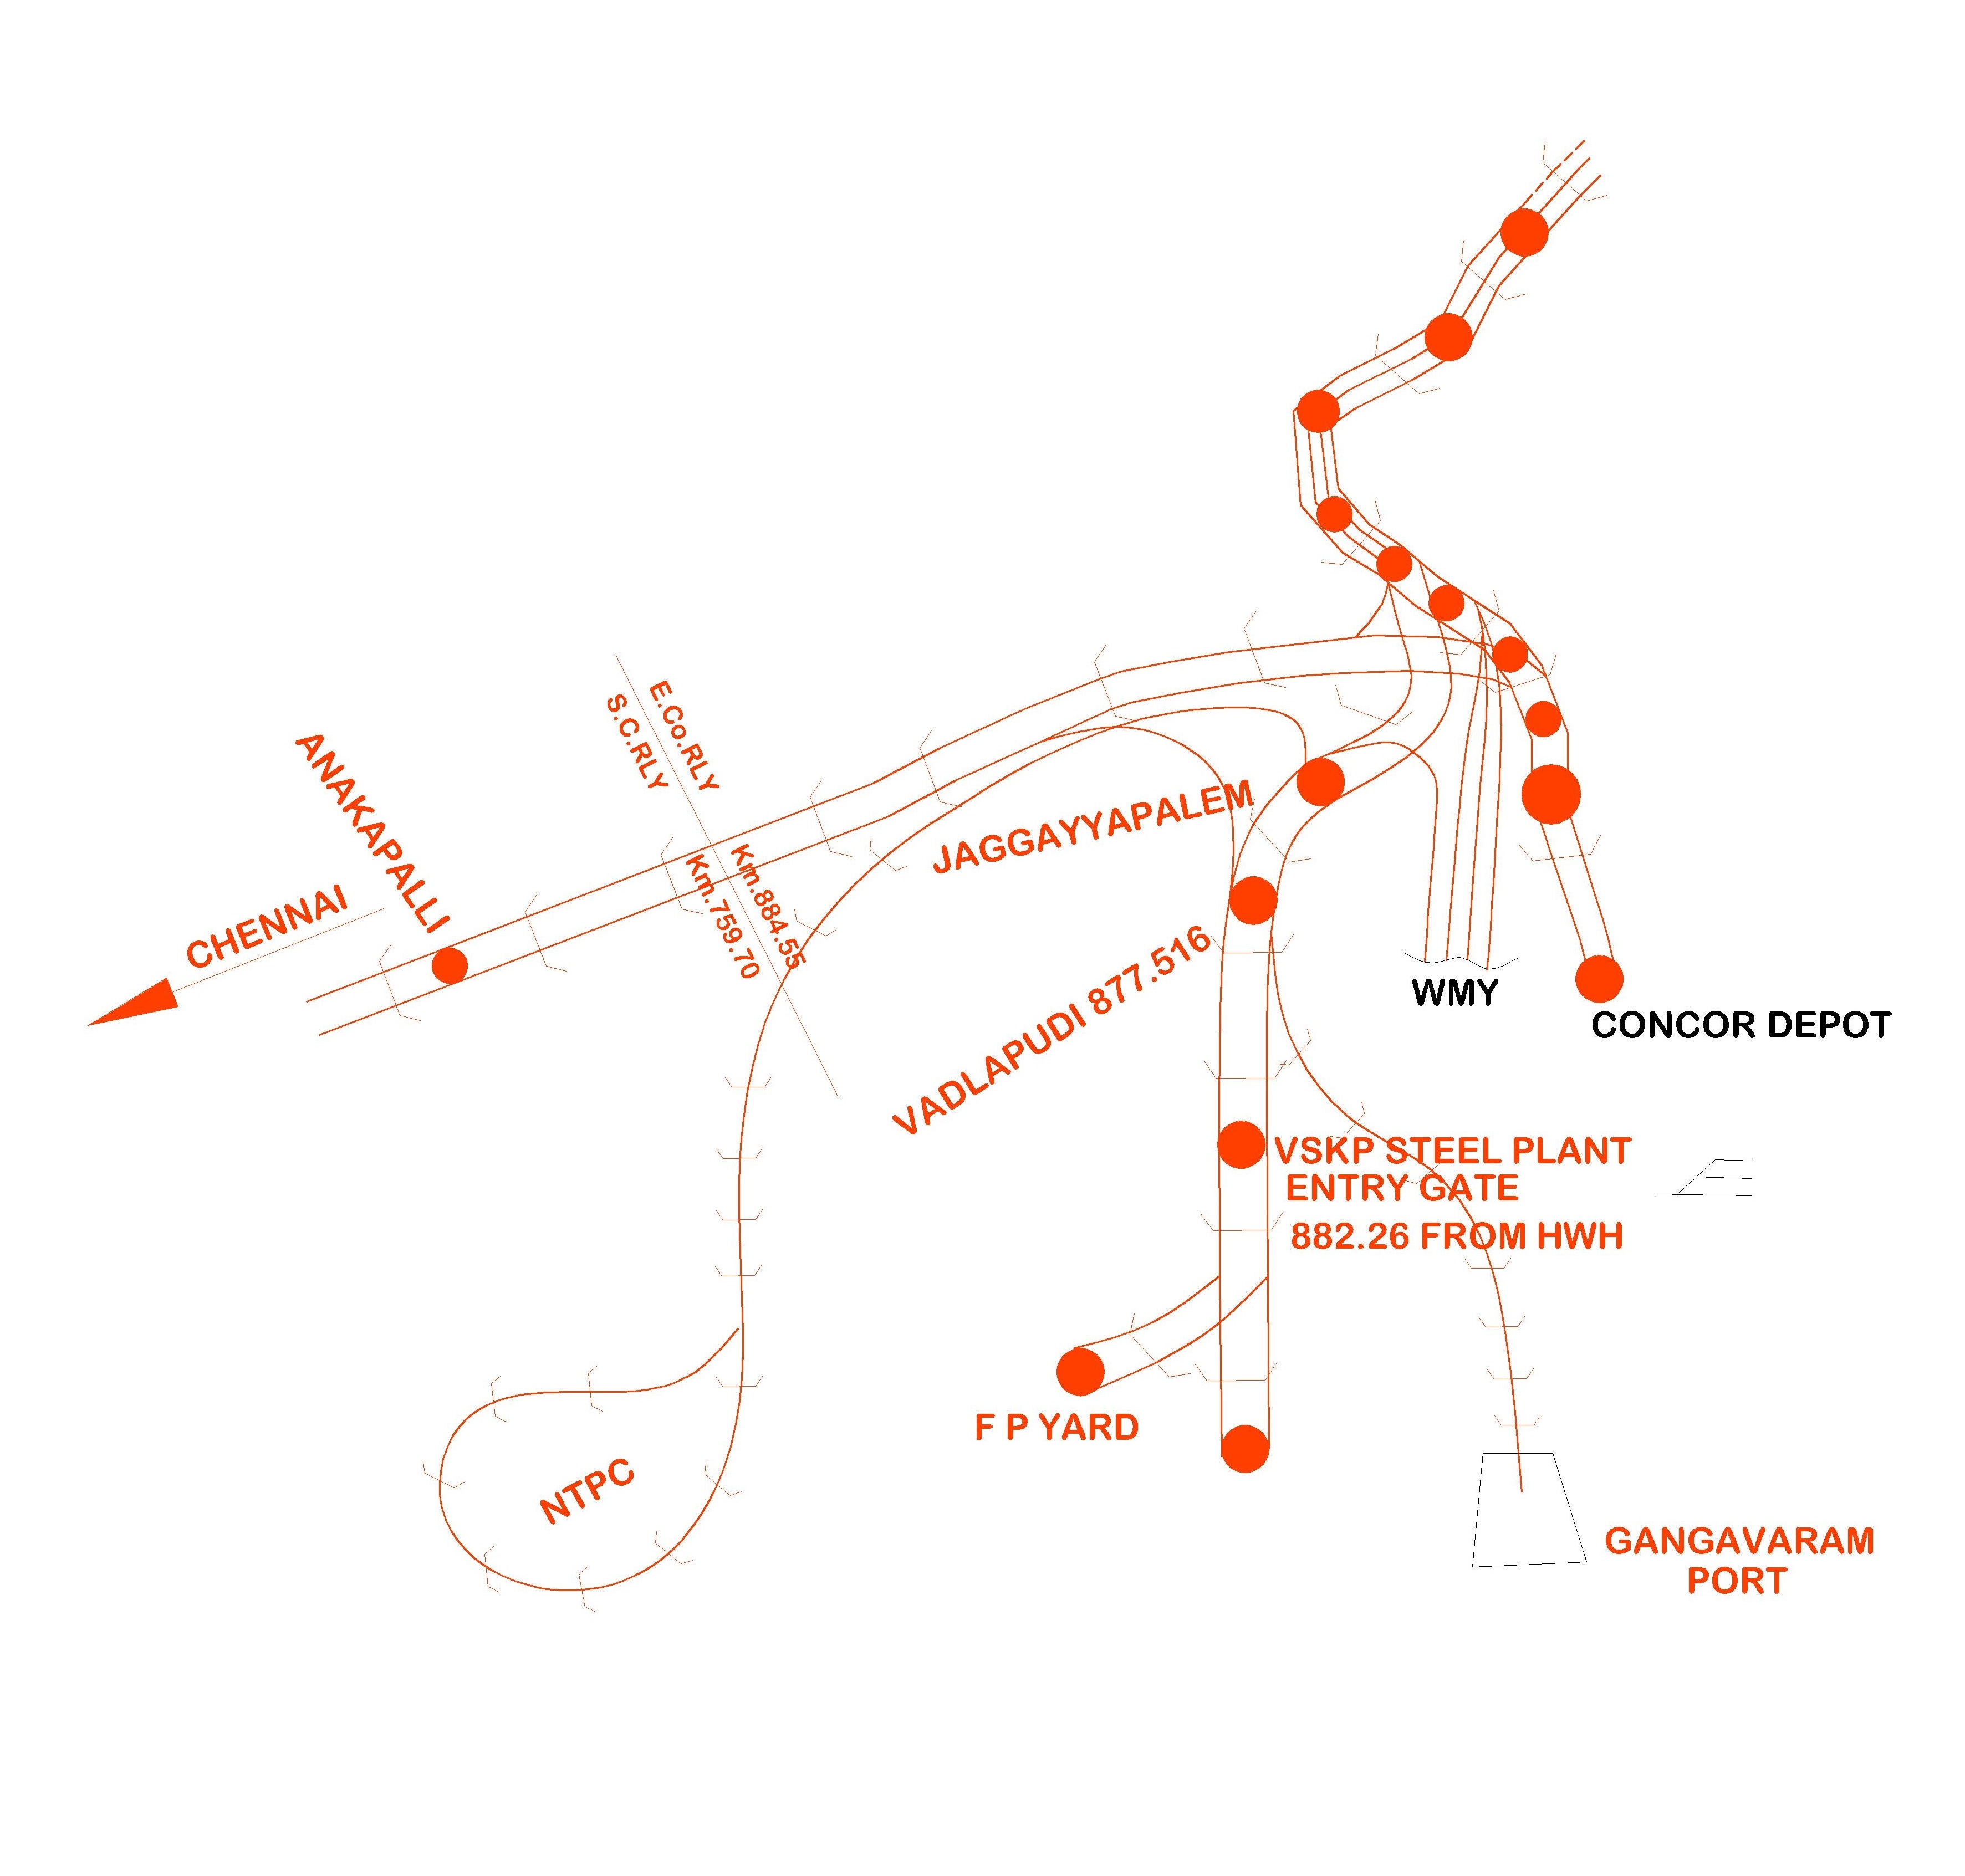 E.Co.RLY
S.C.RLY
ANAKAPALLI
CHENNAI
Km.884.55
Km.759.70
JAGGAYYAPALEM
VADLAPUDI 877.516
WMY
CONCOR DEPOT
VSKP STEEL PLANT
ENTRY GATE
882.26 FROM HWH
F P YARD
NTPC
GANGAVARAM
PORT